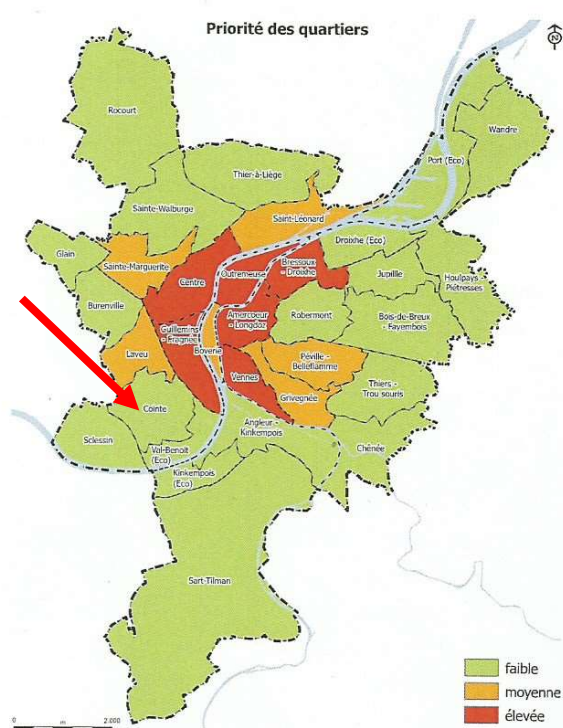 Priorité des quartiers
N
Rocourt
Wandre
Port (Eco)
Thier-à-Liège
Sainte-Walburge
Saint-Léonard
Droixhe (Eco)
Glain
Sainte-Marguerite
Bressoux
- Droixhe
Outremeuse
Centre
Jupille
Houlpays-
Piétresses
Burenville
Amercoeur
- Longdoz
Robermont
Bois-de-Breux
- Fayembois
Guillemins
- Fragnée
Laveu
Boverie
Péville -
Belleflamme
Vennes
Thiers -
Trou souris
Grivegnée
Cointe
Angleur-
Kinkempois
Sclessin
Val-Benoît
(Eco)
Chênée
Kinkempois
(Eco)
Sart-Tilman
faible
moyenne
élevée
0
m
2.000